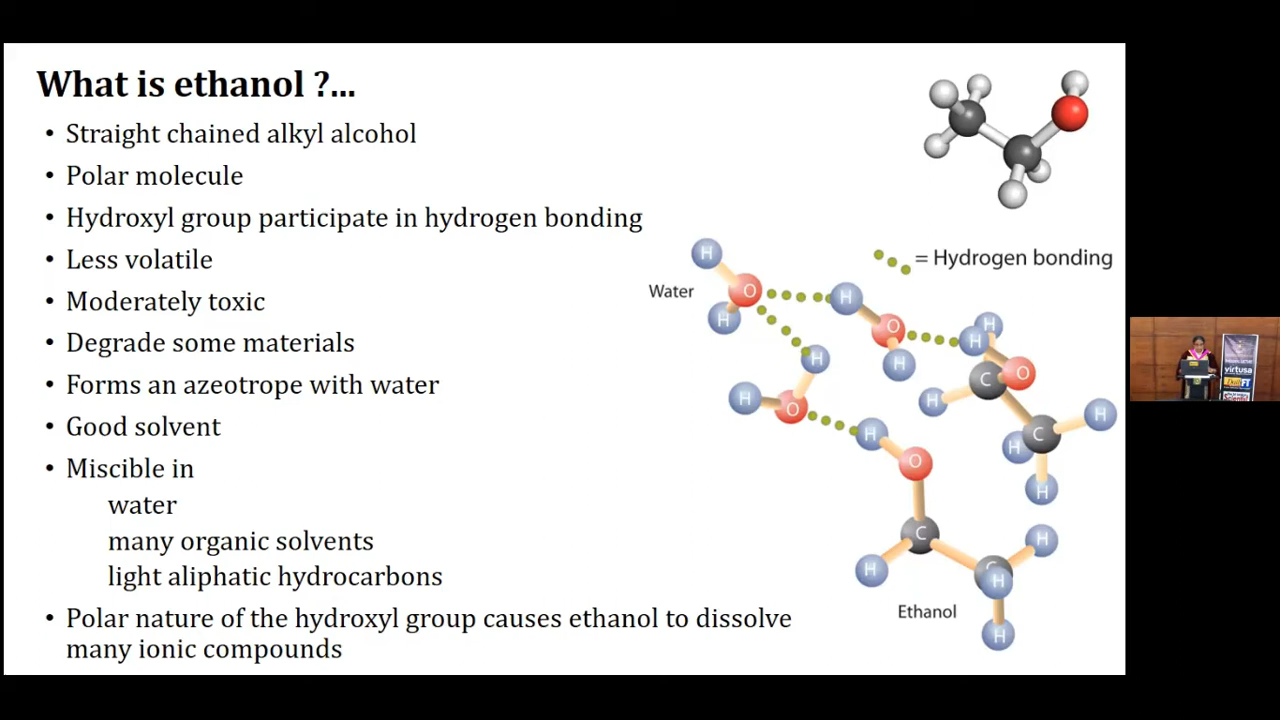 What is ethanol ?...
• Straight chained alkyl alcohol
• Polar molecule
• Hydroxyl group participate in hydrogen bonding
• Less volatile
• Moderately toxic
• Degrade some materials
• Forms an azeotrope with water
• Good solvent
• Miscible in
water
many organic solvents
light aliphatic hydrocarbons
• Polar nature of the hydroxyl group causes ethanol to dissolve
many ionic compounds
= Hydrogen bonding
Water
H
O
H
H
O
H
H
H
O
H
H
H
C
O
H
H
C
H
H
H
O
C
H
H
C
H
H
Ethanol
virtusa